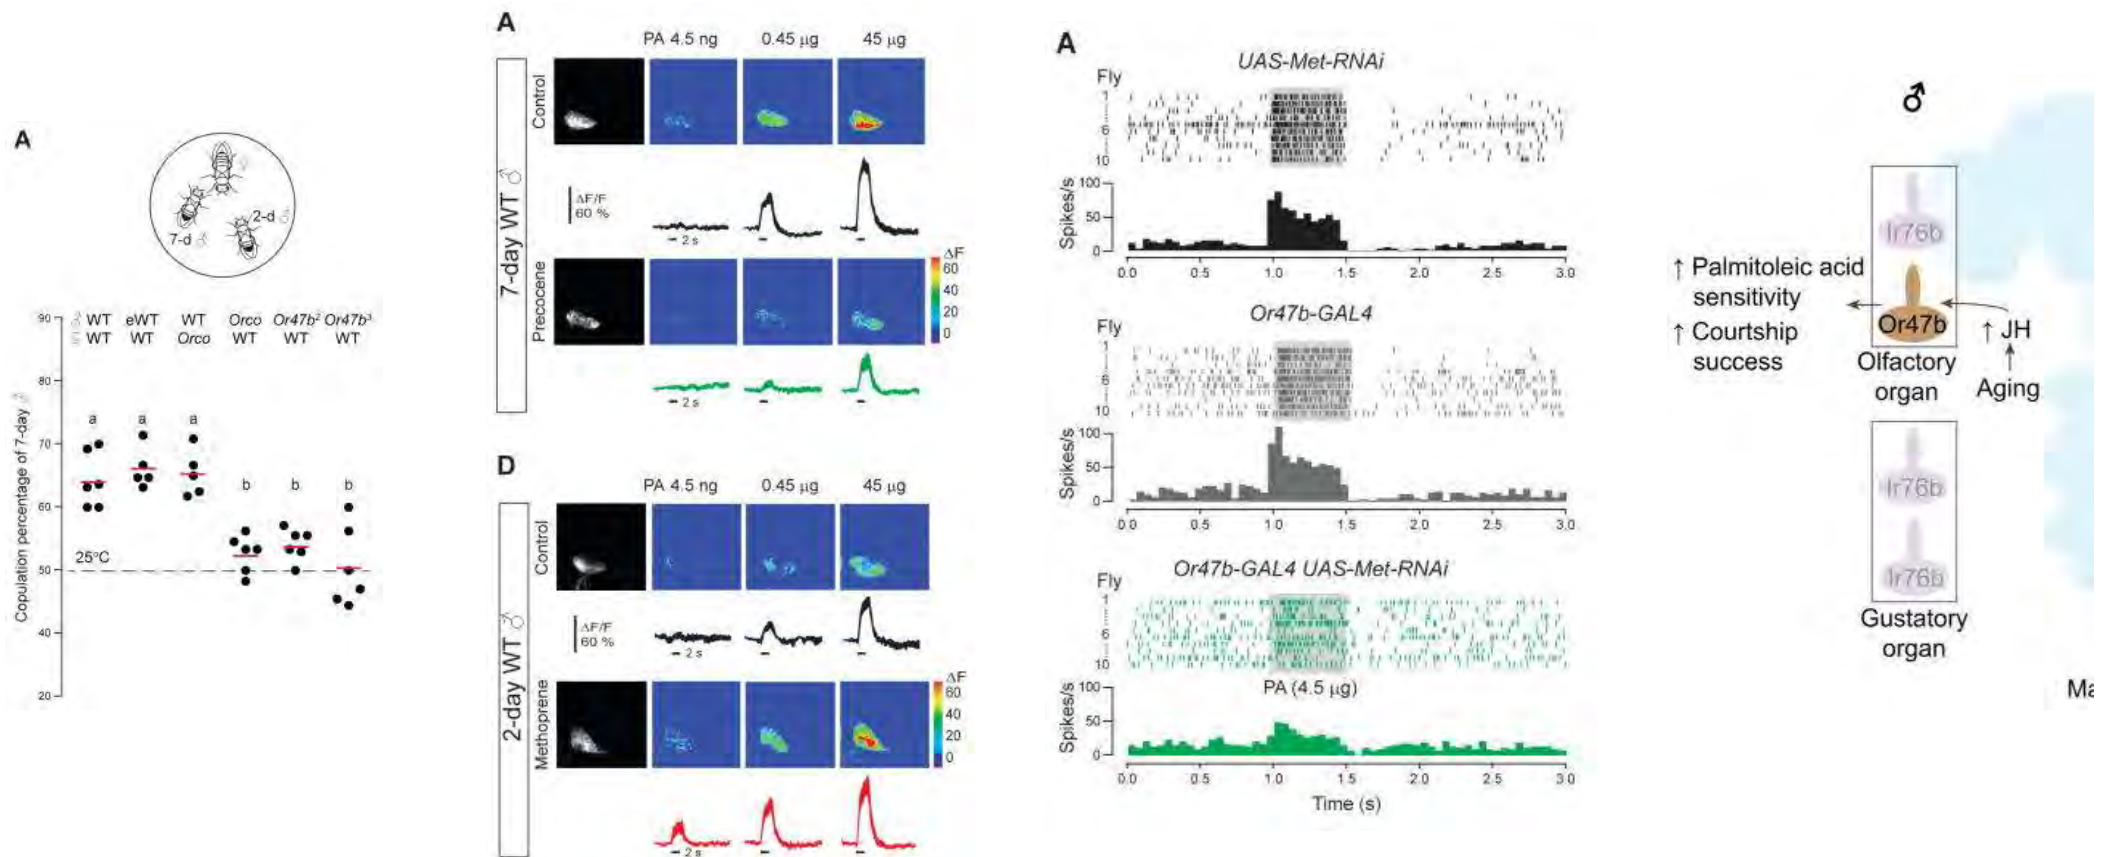 A
♀
2-d ♂
7-d ♂
WT eWT WT Orco Or47b² Or47b³
WT WT Orco WT WT WT
90
80
70
60
50
40
30
20
a a a b b b
25°C
Copulation percentage of 7-day ♂
A
PA 4.5 ng 0.45 µg 45 µg
7-day WT ♂
Control
ΔF/F
60 %
2 s
Precocene
ΔF
60
40
20
0
2 s
D
PA 4.5 ng 0.45 µg 45 µg
2-day WT ♂
Control
ΔF/F
60 %
2 s
Methoprene
ΔF
60
40
20
0
2 s
A
UAS-Met-RNAi
Fly
1
6
10
Spikes/s
100
50
0
0.0 0.5 1.0 1.5 2.0 2.5 3.0
Or47b-GAL4
Fly
1
6
10
Spikes/s
100
50
0
0.0 0.5 1.0 1.5 2.0 2.5 3.0
Or47b-GAL4 UAS-Met-RNAi
Fly
1
6
10
PA (4.5 µg)
Spikes/s
100
50
0
0.0 0.5 1.0 1.5 2.0 2.5 3.0
Time (s)
♂
Ir76b
↑ Palmitoleic acid
sensitivity
↑ Courtship
success
Or47b
↑ JH
Aging
Olfactory
organ
Ir76b
Ir76b
Gustatory
organ
Ma